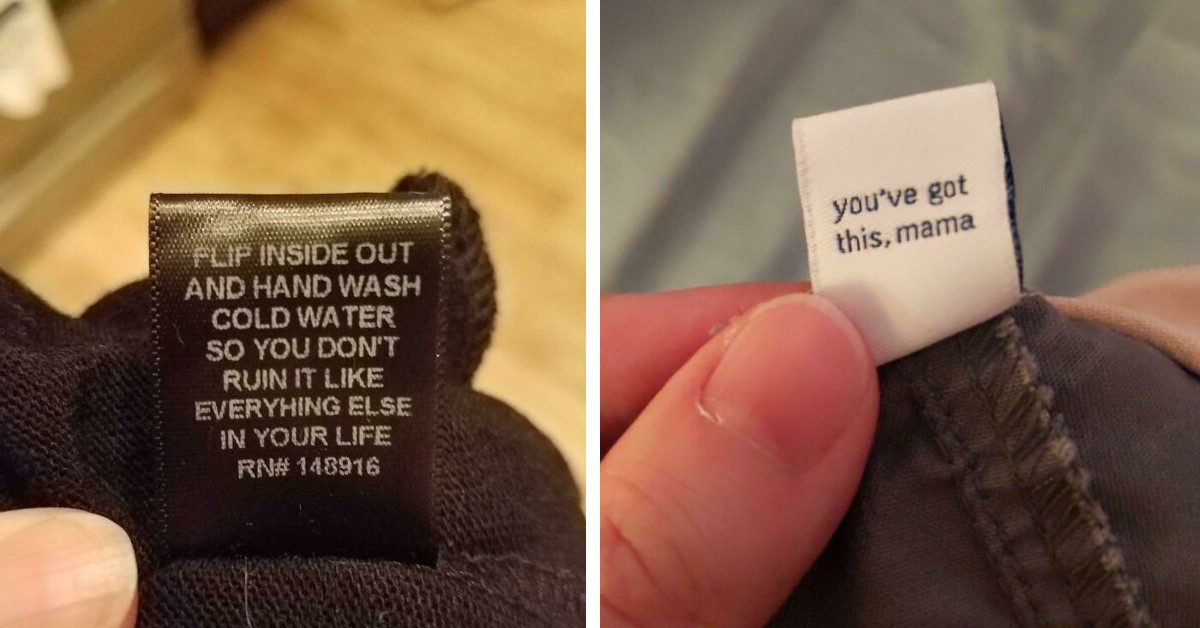 FLIP INSIDE OUT
AND HAND WASH
COLD WATER
SO YOU DON'T
RUIN IT LIKE
EVERYHING ELSE
IN YOUR LIFE
RN# 148916
you've got
this, mama